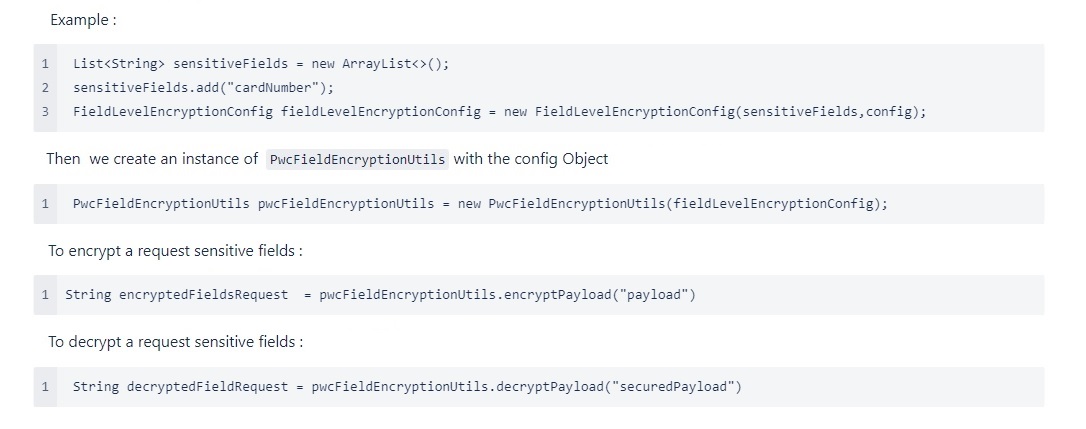 Example :
1 List<String> sensitiveFields = new ArrayList<>();
2 sensitiveFields.add("cardNumber");
3 FieldLevelEncryptionConfig fieldLevelEncryptionConfig = new FieldLevelEncryptionConfig(sensitiveFields,config);
Then we create an instance of PwcFieldEncryptionUtils with the config Object
1 PwcFieldEncryptionUtils pwcFieldEncryptionUtils = new PwcFieldEncryptionUtils(fieldLevelEncryptionConfig);
To encrypt a request sensitive fields :
1 String encryptedFieldsRequest = pwcFieldEncryptionUtils.encryptPayload("payload")
To decrypt a request sensitive fields :
1 String decryptedFieldRequest = pwcFieldEncryptionUtils.decryptPayload("securedPayload")